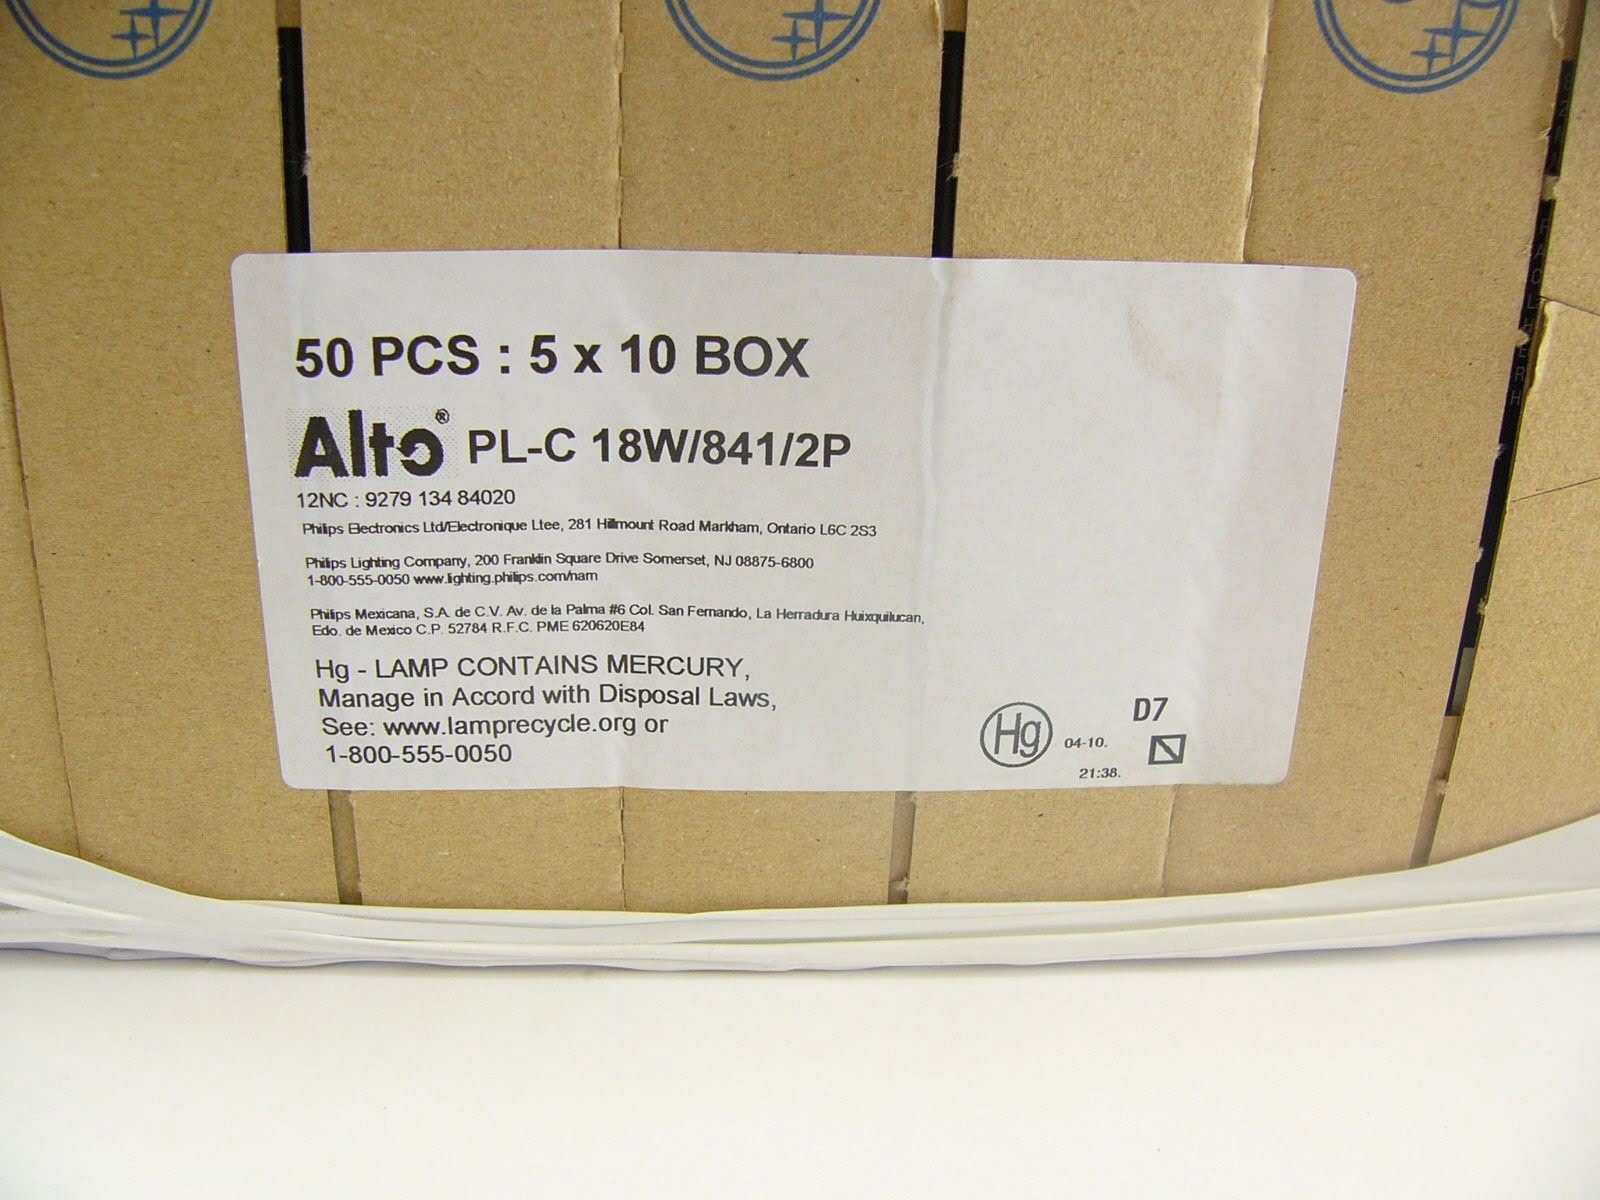 50 PCS : 5 x 10 BOX
Alto® PL-C 18W/841/2P
12NC : 9279 134 84020
Philips Electronics Ltd/Electronique Ltee, 281 Hillmount Road Markham, Ontario L6C 2S3
Philips Lighting Company, 200 Franklin Square Drive Somerset, NJ 08875-6800
1-800-555-0050 www.lighting.philips.com/nam
Philips Mexicana, S.A. de C.V. Av. de la Palma #6 Col. San Fernando, La Herradura Huixquilucan,
Edo. de Mexico C.P. 52784 R.F.C. PME 620620E84
Hg - LAMP CONTAINS MERCURY,
Manage in Accord with Disposal Laws,
See: www.lamprecycle.org or
1-800-555-0050
Hg 04-10. D7
21:38.